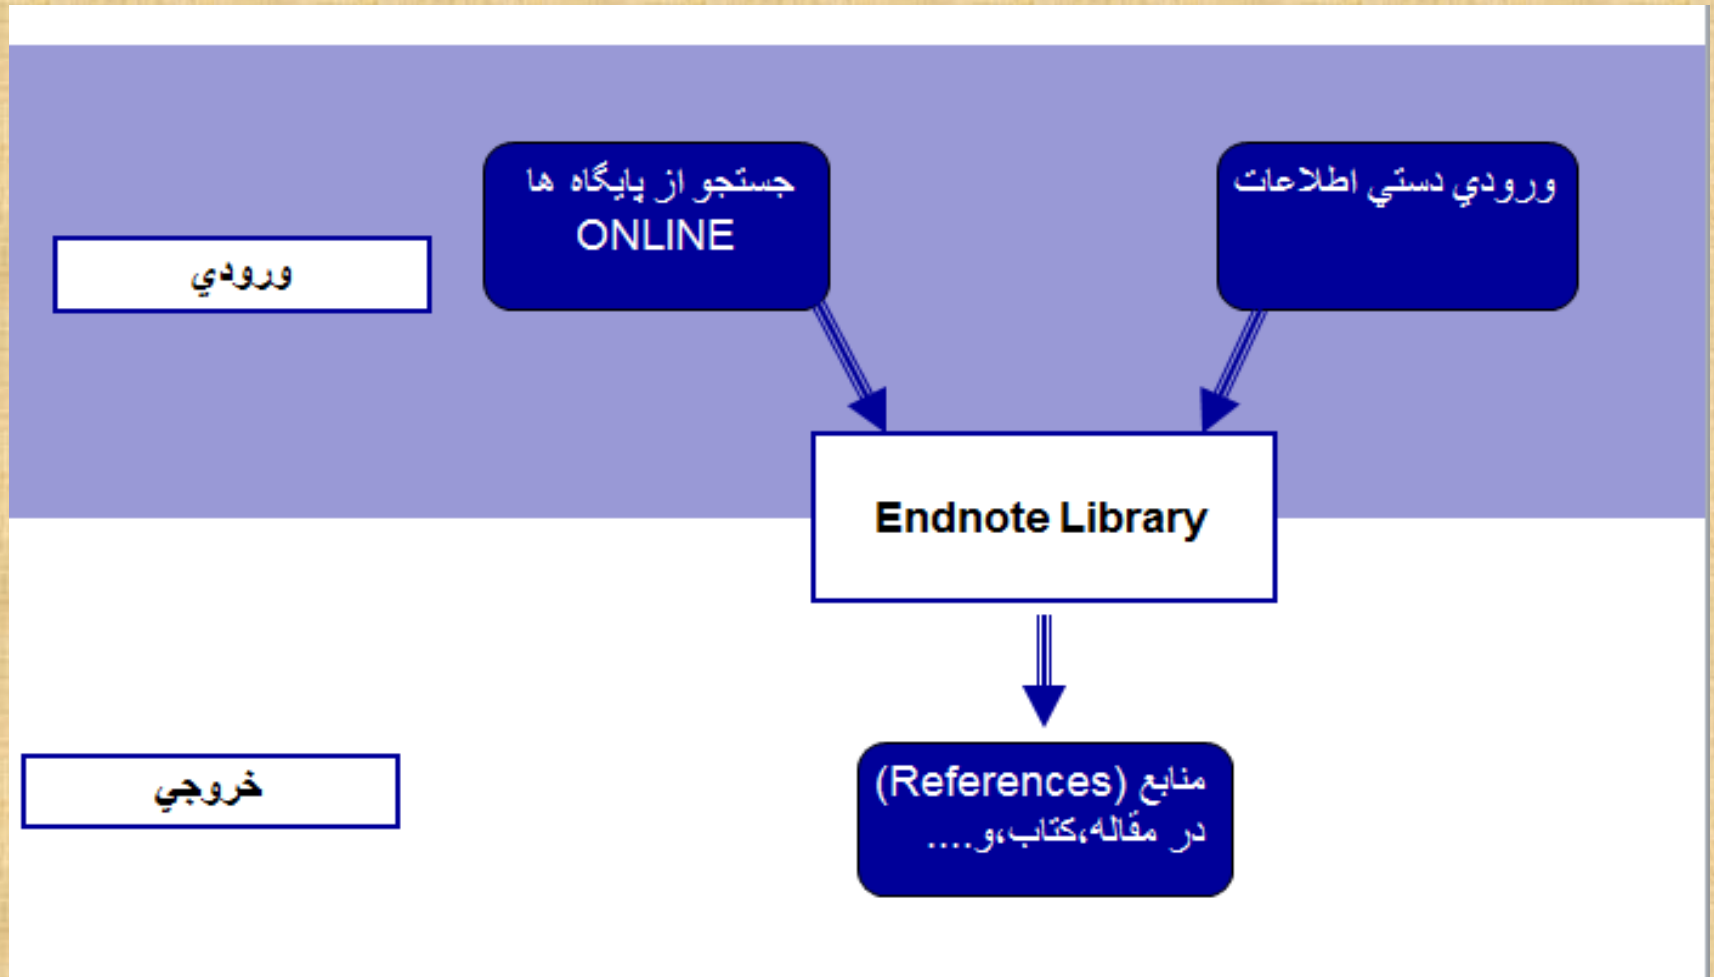 ورودي دستي اطلاعات
جستجو از پايگاه ها
ONLINE
ورودي
Endnote Library
منابع (References)
در مقاله،كتاب،و....
خروجي